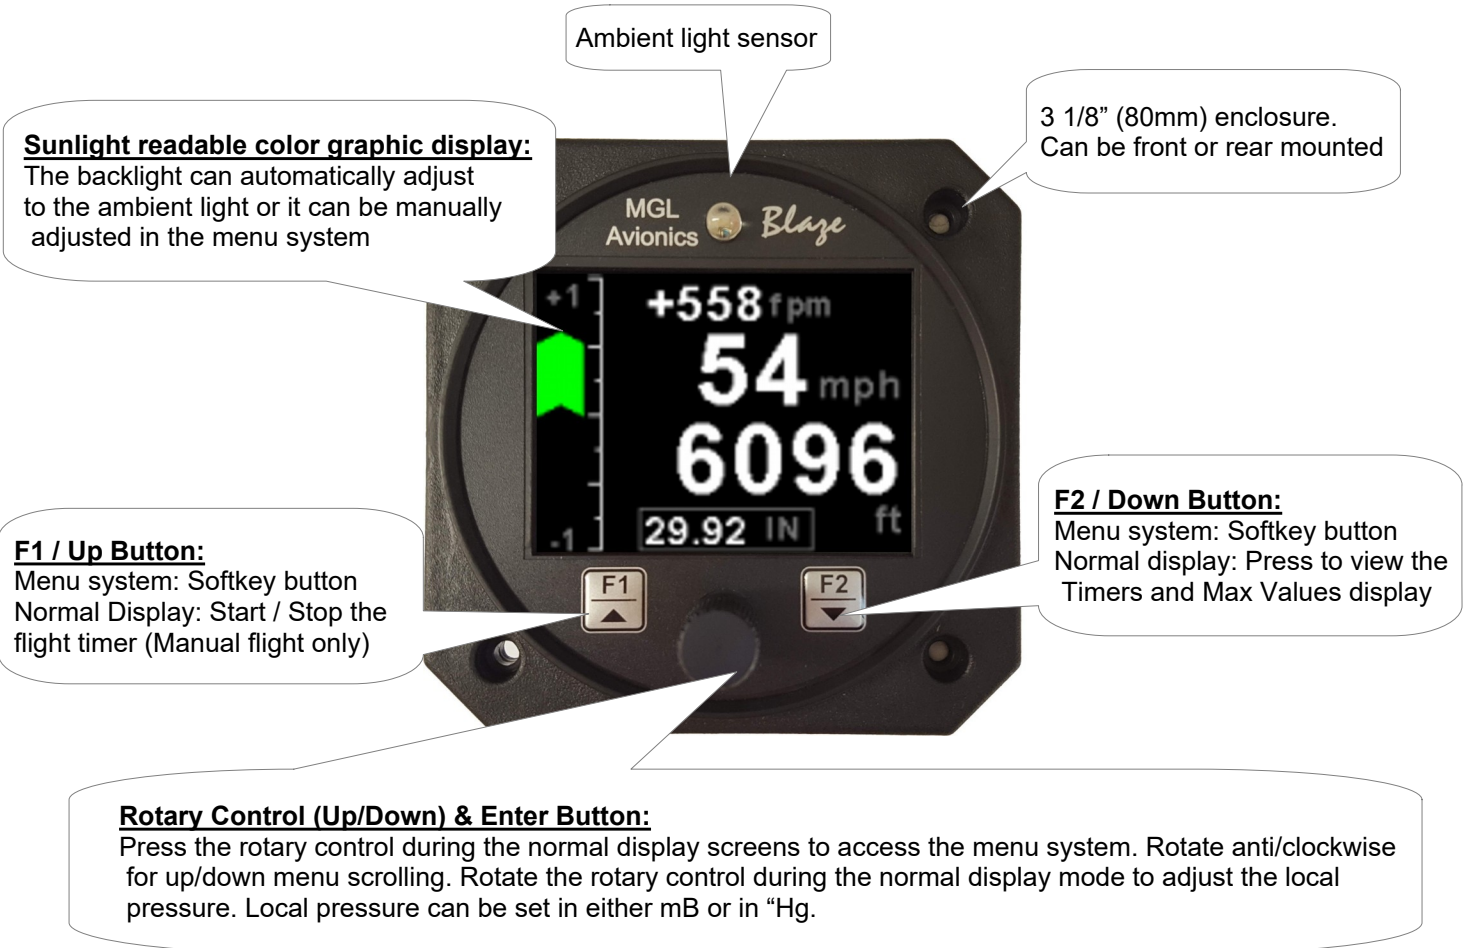 Ambient light sensor
3 1/8” (80mm) enclosure.
Can be front or rear mounted
Sunlight readable color graphic display:
The backlight can automatically adjust
to the ambient light or it can be manually
adjusted in the menu system
MGL
Avionics
Blaze
+1
+558 fpm
54 mph
6096
ft
29.92 IN
-1
F1
F2
F1 / Up Button:
Menu system: Softkey button
Normal Display: Start / Stop the
flight timer (Manual flight only)
F2 / Down Button:
Menu system: Softkey button
Normal display: Press to view the
Timers and Max Values display
Rotary Control (Up/Down) & Enter Button:
Press the rotary control during the normal display screens to access the menu system. Rotate anti/clockwise
for up/down menu scrolling. Rotate the rotary control during the normal display mode to adjust the local
pressure. Local pressure can be set in either mB or in “Hg.